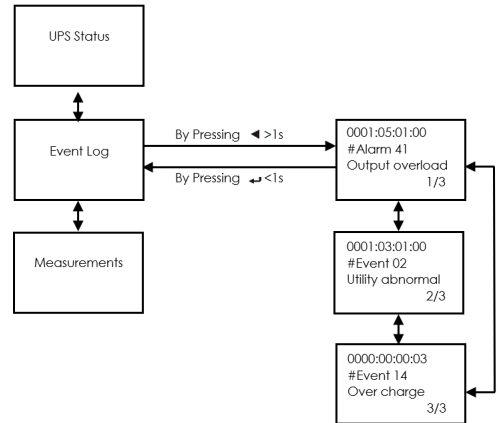 UPS Status
Event Log
By Pressing ◀ >1s
By Pressing ↵ <1s
Measurements
0001:05:01:00
#Alarm 41
Output overload
1/3
0001:03:01:00
#Event 02
Utility abnormal
2/3
0000:00:00:03
#Event 14
Over charge
3/3